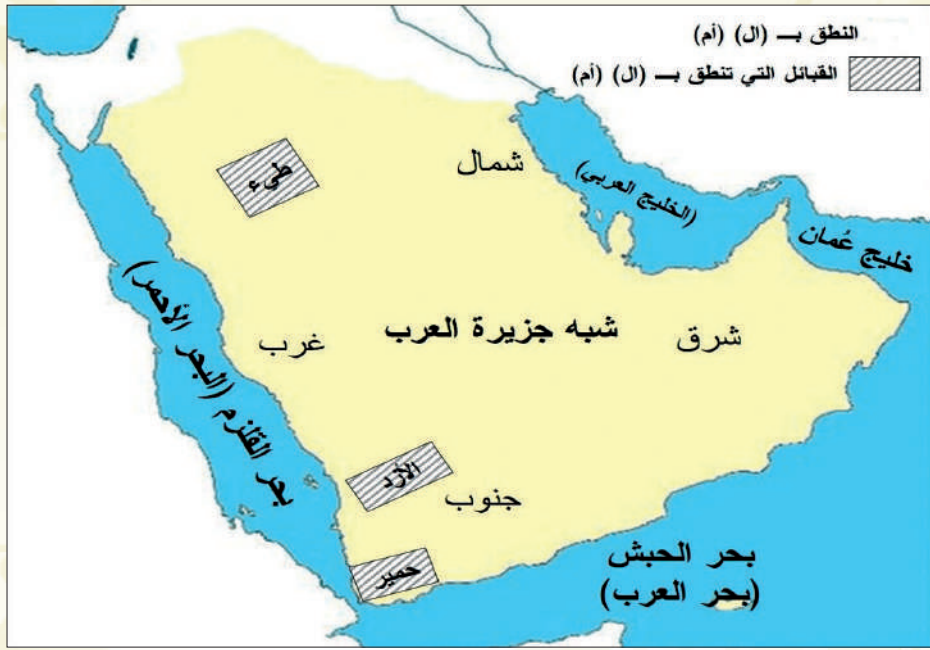 النطق بـــ (ال) (أم)
القبائل التي تنطق بـــ (ال) (أم)
طيء
شمال
(الخليج العربي)
خليج عُمان
شبه جزيرة العرب
شرق
غرب
بحر القلزم (البحر الأحمر)
الأزد
جنوب
حمير
بحر الحبش
(بحر العرب)